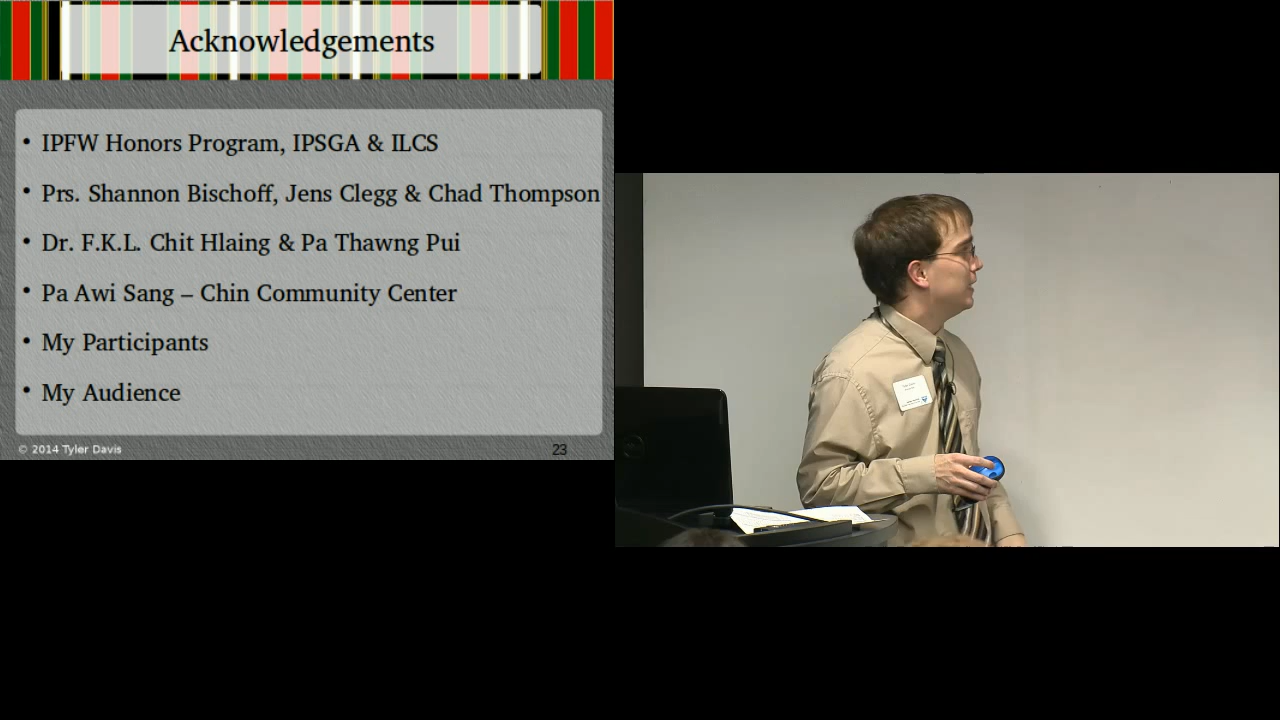 Acknowledgements
• IPFW Honors Program, IPSGA & ILCS
• Prs. Shannon Bischoff, Jens Clegg & Chad Thompson
• Dr. F.K.L. Chit Hlaing & Pa Thawng Pui
• Pa Awi Sang – Chin Community Center
• My Participants
• My Audience
© 2014 Tyler Davis
23